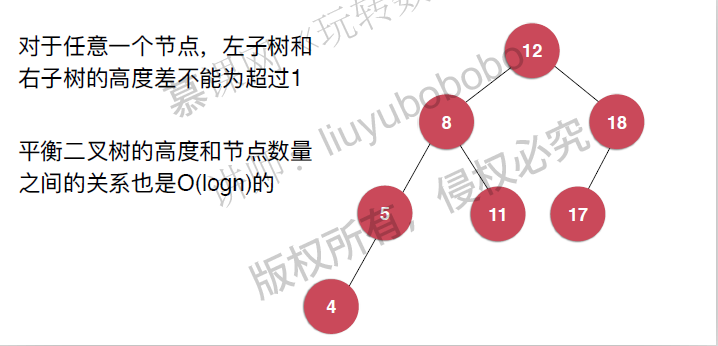 对于任意一个节点，左子树和
右子树的高度差不能为超过1
平衡二叉树的高度和节点数量
之间的关系也是O(logn)的
12
8
18
5
11
17
4
慕课网《玩转数
讲师：liuyubobobo
版权所有，侵权必究